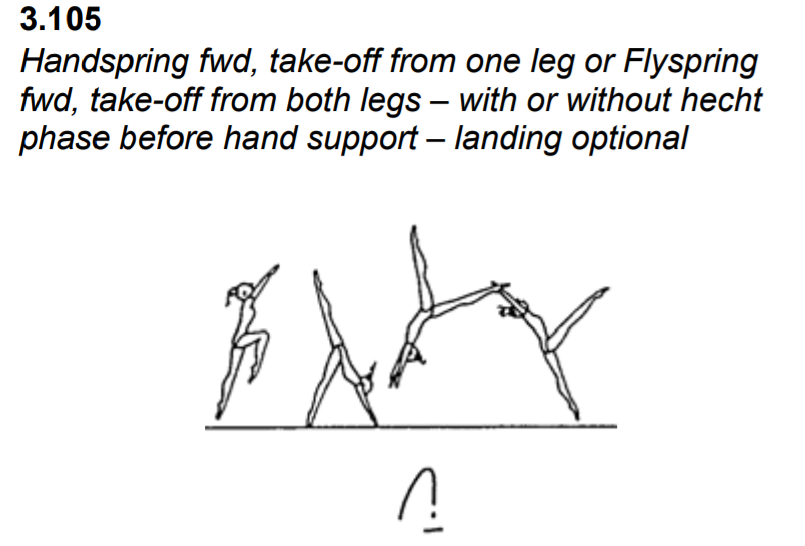 3.105
Handspring fwd, take-off from one leg or Flyspring
fwd, take-off from both legs – with or without hecht
phase before hand support – landing optional